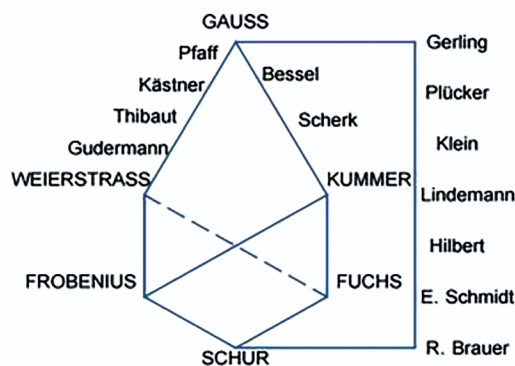 GAUSS
Pfaff
Kästner
Thibaut
Gudermann
Bessel
Scherk
Gerling
Plücker
Klein
Lindemann
Hilbert
E. Schmidt
R. Brauer
WEIERSTRASS
KUMMER
FROBENIUS
FUCHS
SCHUR